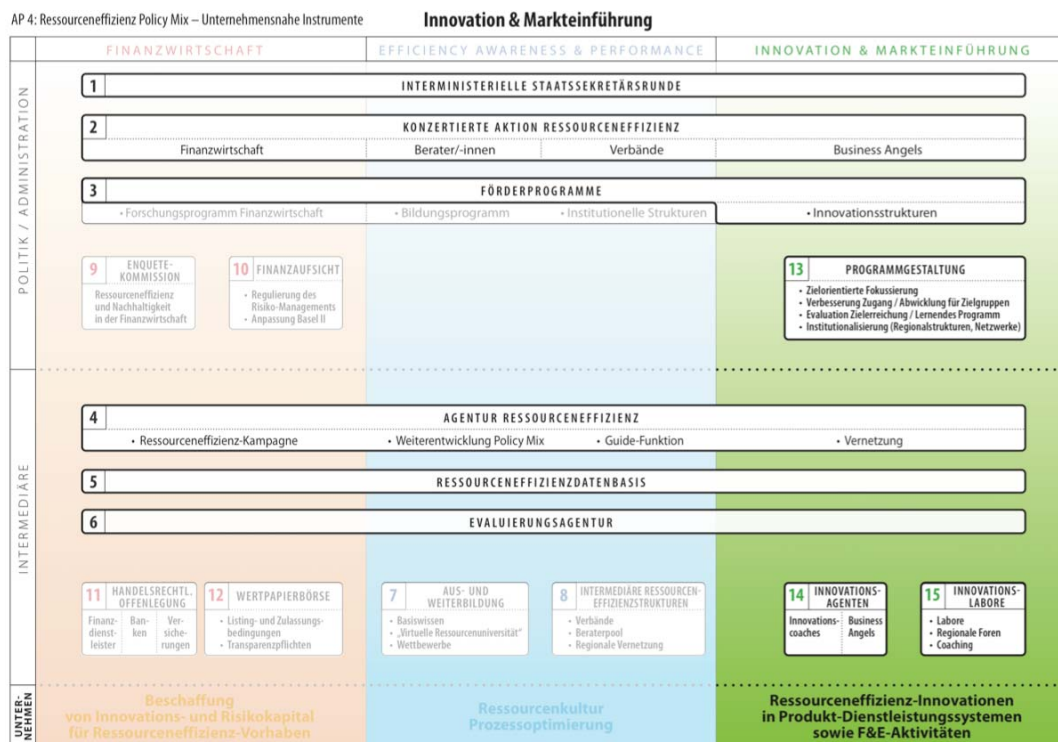 AP 4: Ressourceneffizienz Policy Mix – Unternehmensnahe Instrumente
Innovation & Markteinführung
FINANZWIRTSCHAFT
EFFICIENCY AWARENESS & PERFORMANCE
INNOVATION & MARKTEINFÜHRUNG
POLITIK / ADMINISTRATION
1 INTERMINISTERIELLE STAATSSEKRETÄRSRUNDE
2 KONZERTIERTE AKTION RESSOURCENEFFIZIENZ
Finanzwirtschaft
Berater/-innen
Verbände
Business Angels
3 FÖRDERPROGRAMME
• Forschungsprogramm Finanzwirtschaft
• Bildungsprogramm
• Institutionelle Strukturen
• Innovationsstrukturen
9 ENQUETE-
KOMMISSION
Ressourceneffizienz
und Nachhaltigkeit
in der Finanzwirtschaft
10 FINANZAUFSICHT
• Regulierung des
Risiko-Managements
• Anpassung Basel II
13 PROGRAMMGESTALTUNG
• Zielorientierte Fokussierung
• Verbesserung Zugang / Abwicklung für Zielgruppen
• Evaluation Zielerreichung / Lernendes Programm
• Institutionalisierung (Regionalstrukturen, Netzwerke)
INTERMEDIÄRE
4 AGENTUR RESSOURCENEFFIZIENZ
• Ressourceneffizienz-Kampagne
• Weiterentwicklung Policy Mix
• Guide-Funktion
• Vernetzung
5 RESSOURCENEFFIZIENZDATENBASIS
6 EVALUIERUNGSAGENTUR
11 HANDELSRECHTL.
OFFENLEGUNG
Finanz-
dienst-
leister
Ban-
ken
Ver-
siche-
rungen
12 WERTPAPIERBÖRSE
• Listing- und Zulassungs-
bedingungen
• Transparenzpflichten
7 AUS- UND
WEITERBILDUNG
• Basiswissen
• „Virtuelle Ressourcenuniversität“
• Wettbewerbe
8 INTERMEDIÄRE RESSOURCEN-
EFFIZIENZSTRUKTUREN
• Verbände
• Beraterpool
• Regionale Vernetzung
14 INNOVATIONS-
AGENTEN
Innovations-
coaches
Business
Angels
15 INNOVATIONS-
LABORE
• Labore
• Regionale Foren
• Coaching
UNTER-
NEHMEN
Beschaffung
von Innovations- und Risikokapital
für Ressourceneffizienz-Vorhaben
Ressourcenkultur
Prozessoptimierung
Ressourceneffizienz-Innovationen
in Produkt-Dienstleistungssystemen
sowie F&E-Aktivitäten